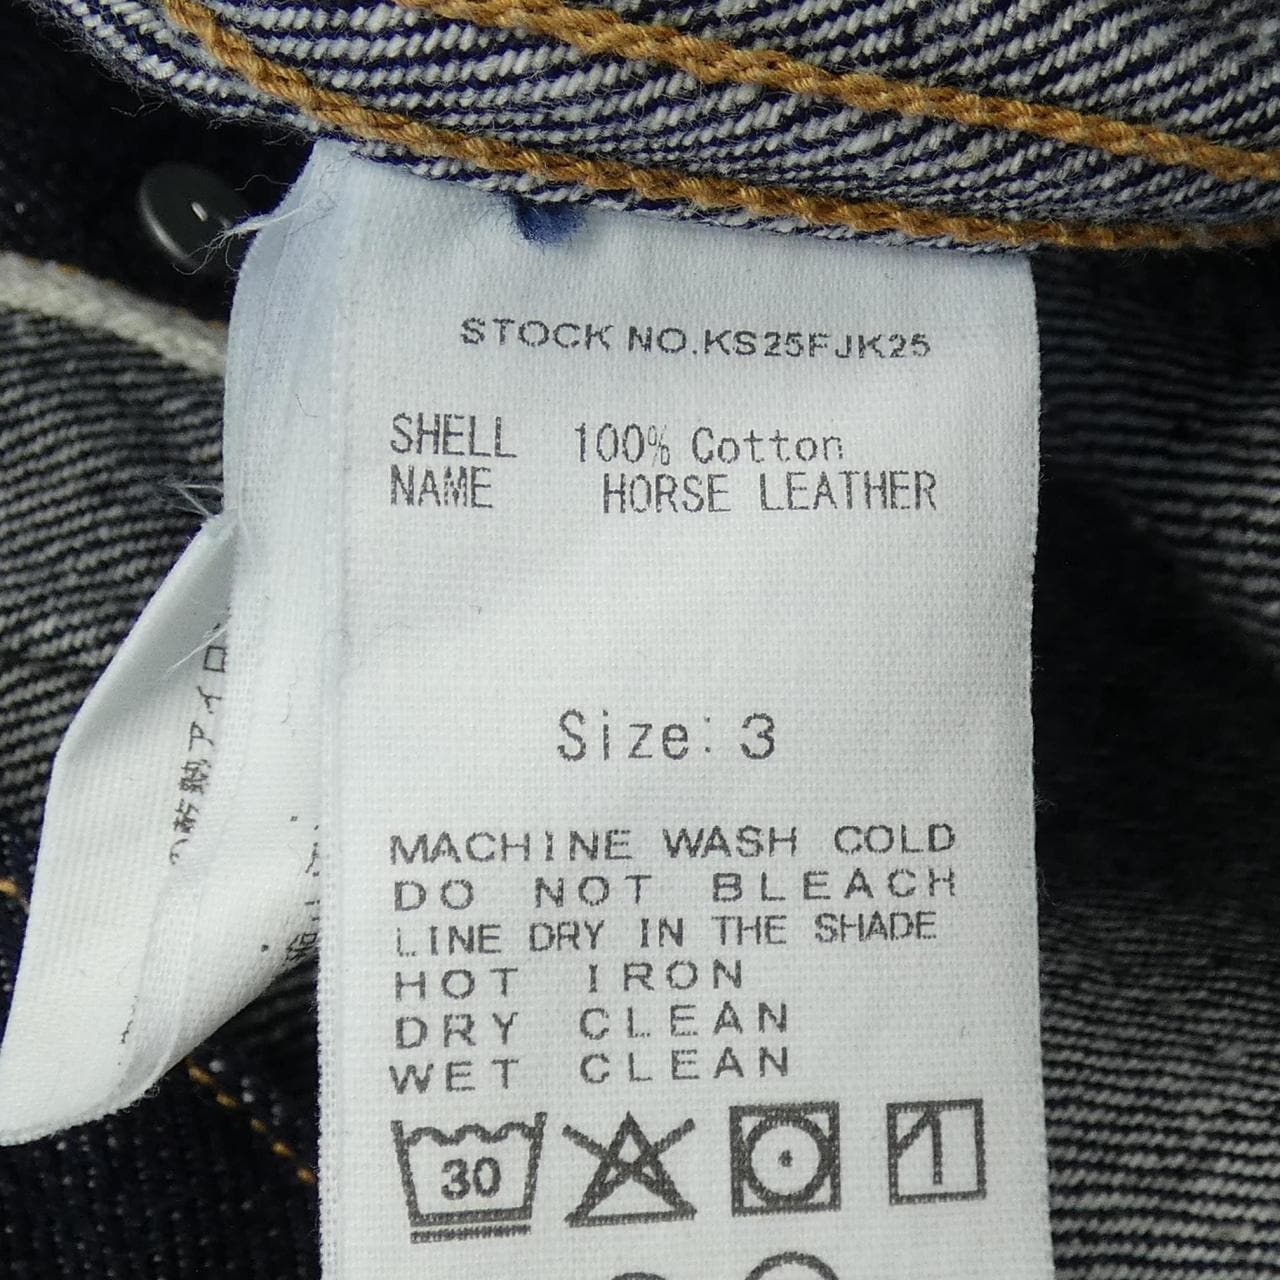 STOCK NO.KS25FJK25
SHELL 100% Cotton
NAME HORSE LEATHER
Size: 3
MACHINE WASH COLD
DO NOT BLEACH
LINE DRY IN THE SHADE
HOT IRON
DRY CLEAN
WET CLEAN
30